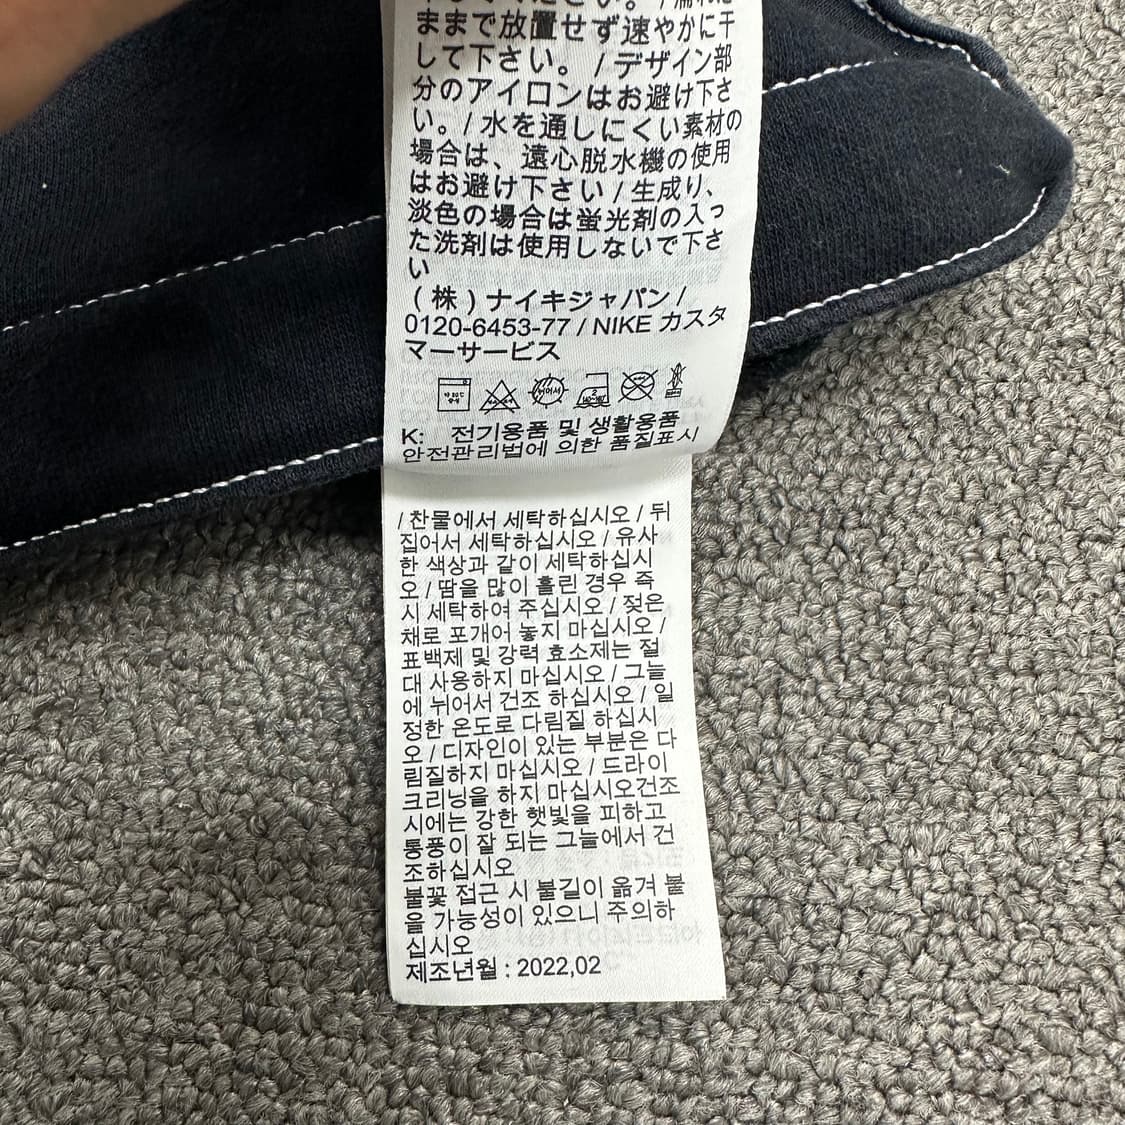 ままで放置せず速やかに干
して下さい。 / デザイン部
分のアイロンはお避け下さ
い。/ 水を通しにくい素材の
場合は、遠心脱水機の使用
はお避け下さい / 生成り、
淡色の場合は蛍光剤の入っ
た洗剤は使用しないで下さ
い
(株) ナイキジャパン /
0120-6453-77 / NIKE カスタ
マーサービス
K: 전기용품 및 생활용품
안전관리법에 의한 품질표시
/ 찬물에서 세탁하십시오 / 뒤
집어서 세탁하십시오 / 유사
한 색상과 같이 세탁하십시
오 / 땀을 많이 흘린 경우 즉
시 세탁하여 주십시오 / 젖은
채로 포개어 놓지 마십시오 /
표백제 및 강력 효소제는 절
대 사용하지 마십시오 / 그늘
에 뉘어서 건조 하십시오 / 일
정한 온도로 다림질 하십시
오 / 디자인이 있는 부분은 다
림질하지 마십시오 / 드라이
크리닝을 하지 마십시오건조
시에는 강한 햇빛을 피하고
통풍이 잘 되는 그늘에서 건
조하십시오
불꽃 접근 시 불길이 옮겨 붙
을 가능성이 있으니 주의하
십시오
제조년월 : 2022,02